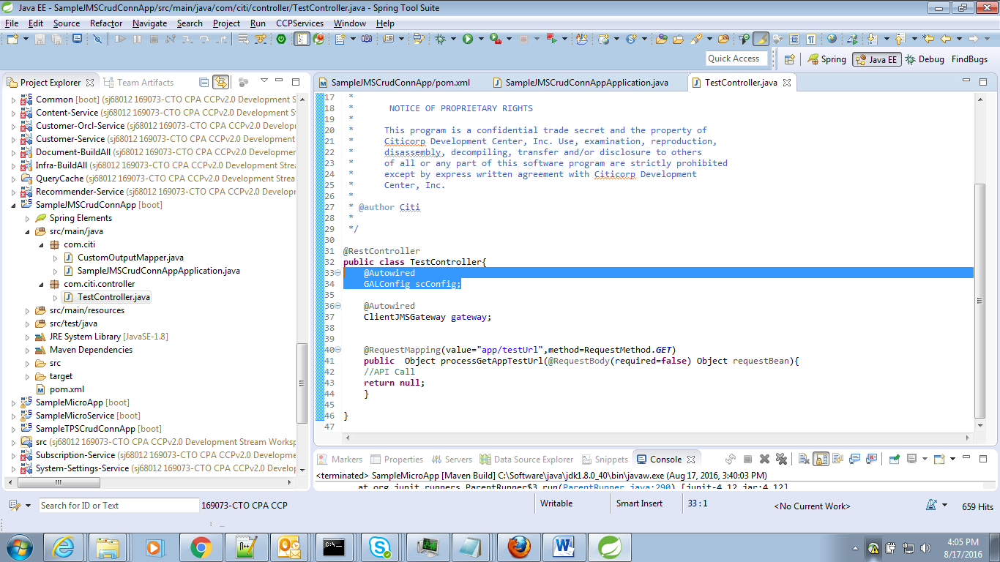 Java EE - SampleJMSCrudConnApp/src/main/java/com/citi/controller/TestController.java - Spring Tool Suite
File Edit Source Refactor Navigate Search Project Run CCPServices Window Help
Quick Access
Spring
Java EE
Debug
FindBugs
Project Explorer
Team Artifacts
Common [boot] (sj68012 169073-CTO CPA CCPv2.0 Development S
Content-Service (sj68012 169073-CTO CPA CCPv2.0 Development St
Customer-Orcl-Service (sj68012 169073-CTO CPA CCPv2.0 Developm
Customer-Service (sj68012 169073-CTO CPA CCPv2.0 Development
Document-BuildAll (sj68012 169073-CTO CPA CCPv2.0 Developmen
Infra-BuildAll (sj68012 169073-CTO CPA CCPv2.0 Development Strea
QueryCache (sj68012 169073-CTO CPA CCPv2.0 Development Strea
Recommender-Service (sj68012 169073-CTO CPA CCPv2.0 Developr
SampleJMSCrudConnApp [boot]
Spring Elements
src/main/java
com.citi
CustomOutputMapper.java
SampleJMSCrudConnAppApplication.java
com.citi.controller
TestController.java
src/main/resources
src/test/java
JRE System Library [JavaSE-1.8]
Maven Dependencies
src
target
pom.xml
SampleMicroApp [boot]
SampleMicroService [boot]
SampleTPSCrudConnApp [boot]
src (sj68012 169073-CTO CPA CCPv2.0 Development Stream Worksp
Subscription-Service (sj68012 169073-CTO CPA CCPv2.0 Developme
System-Settings-Service (sj68012 169073-CTO CPA CCPv2.0 Develop
SampleJMSCrudConnApp/pom.xml
SampleJMSCrudConnAppApplication.java
TestController.java
17 *
18 * NOTICE OF PROPRIETARY RIGHTS
19 *
20 * This program is a confidential trade secret and the property of
21 * Citicorp Development Center, Inc. Use, examination, reproduction,
22 * disassembly, decompiling, transfer and/or disclosure to others
23 * of all or any part of this software program are strictly prohibited
24 * except by express written agreement with Citicorp Development
25 * Center, Inc.
26 *
27 * @author Citi
28 *
29 */
30
31 @RestController
32 public class TestController{
33 @Autowired
34 GALConfig scConfig;
35
36 @Autowired
37 ClientJMSGateway gateway;
38
39
40 @RequestMapping(value="app/testUrl",method=RequestMethod.GET)
41 public Object processGetAppTestUrl(@RequestBody(required=false) Object requestBean){
42 //API Call
43 return null;
44 }
45
46 }
47
Markers
Properties
Servers
Data Source Explorer
Snippets
Console
<terminated> SampleMicroApp [Maven Build] C:\Software\java\jdk1.8.0_40\bin\javaw.exe (Aug 17, 2016, 3:40:03 PM)
at org.junit.runners.ParentRunner$3.run(ParentRunner.java:290) [junit-4.12.jar:4.12]
Search for ID or Text
169073-CTO CPA CCP
Writable
Smart Insert
33 : 1
<No Current Work>
659 Hits
4:05 PM
8/17/2016